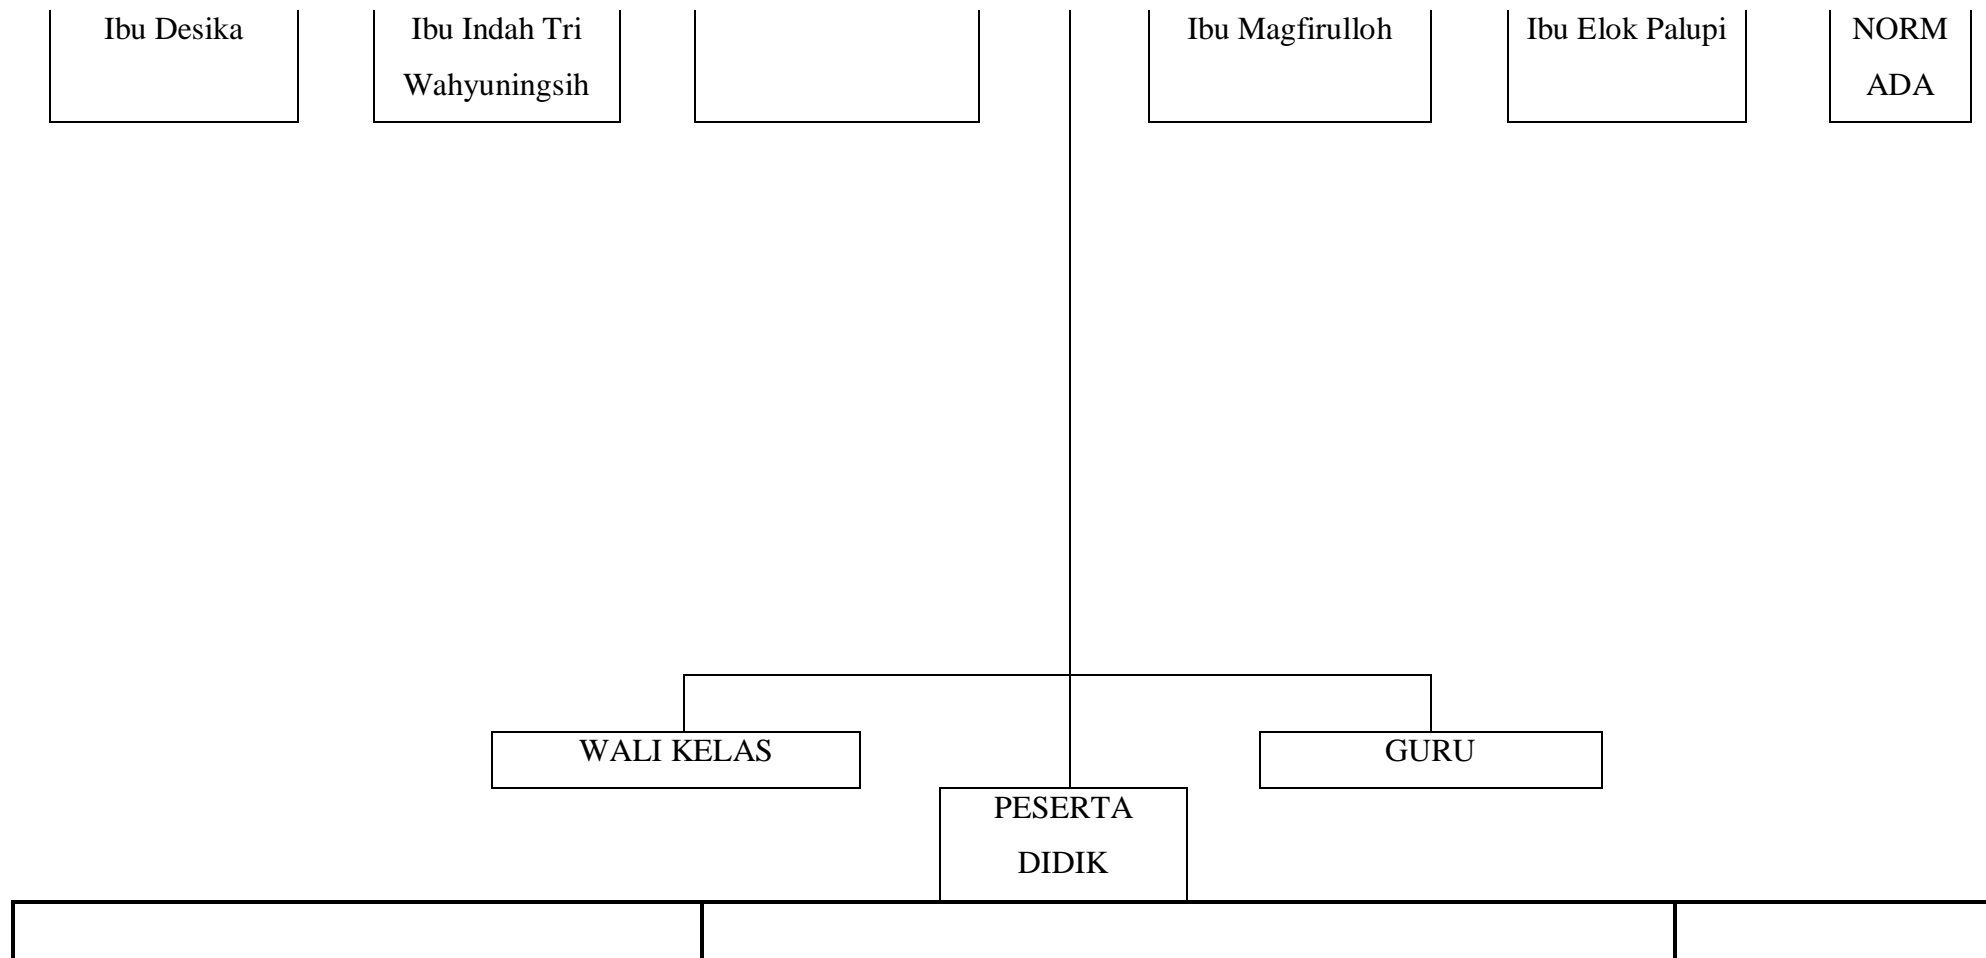 Ibu Desika
Ibu Indah Tri
Wahyuningsih
Ibu Magfirulloh
Ibu Elok Palupi
NORM
ADA
WALI KELAS
GURU
PESERTA
DIDIK